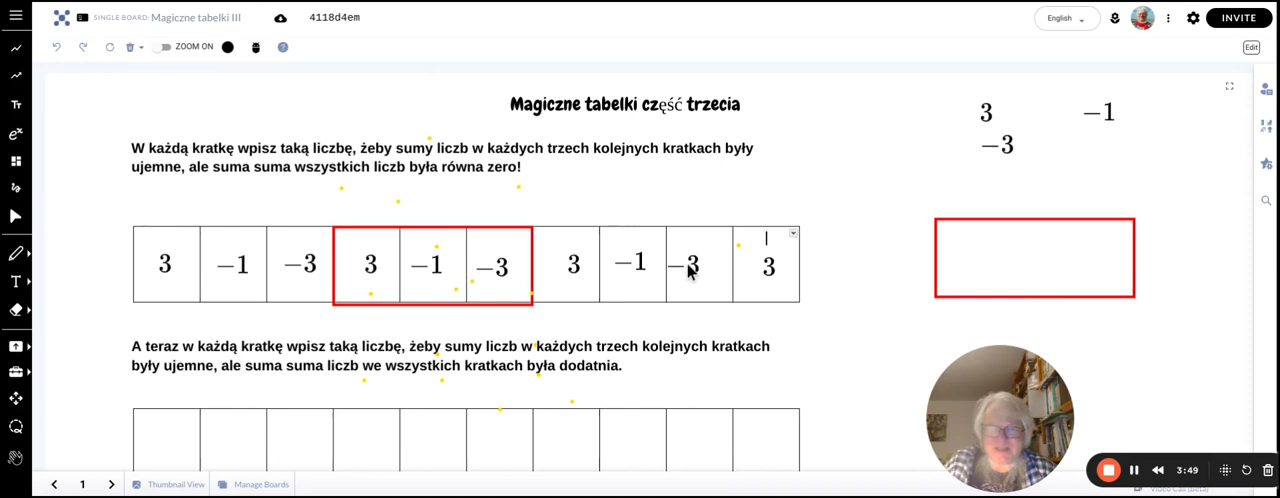 SINGLE BOARD: Magiczne tabelki III
4118d4em
English
INVITE
ZOOM ON
Edit
Magiczne tabelki część trzecia
3 −1
−3
W każdą kratkę wpisz taką liczbę, żeby sumy liczb w każdych trzech kolejnych kratkach były
ujemne, ale suma suma wszystkich liczb była równa zero!
3 −1 −3 3 −1 −3 3 −1 −3 3
A teraz w każdą kratkę wpisz taką liczbę, żeby sumy liczb w każdych trzech kolejnych kratkach
były ujemne, ale suma suma liczb we wszystkich kratkach była dodatnia.
3:49
1
Thumbnail View
Manage Boards
Video Call (Beta)